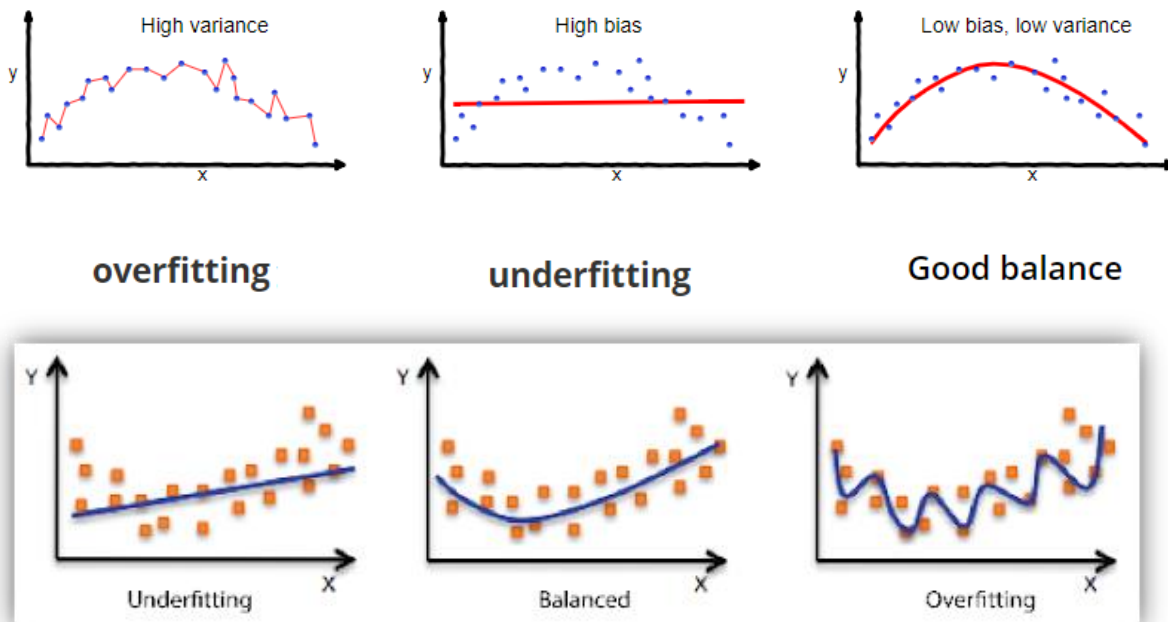 High variance
High bias
Low bias, low variance
y
y
y
x
x
x
overfitting
underfitting
Good balance
Y
Y
Y
X
X
X
Underfitting
Balanced
Overfitting